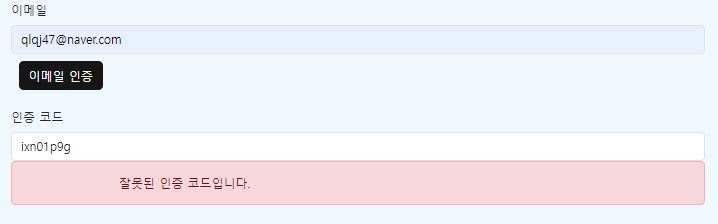 이메일
qlqj47@naver.com
이메일 인증
인증 코드
ixn01p9g
잘못된 인증 코드입니다.